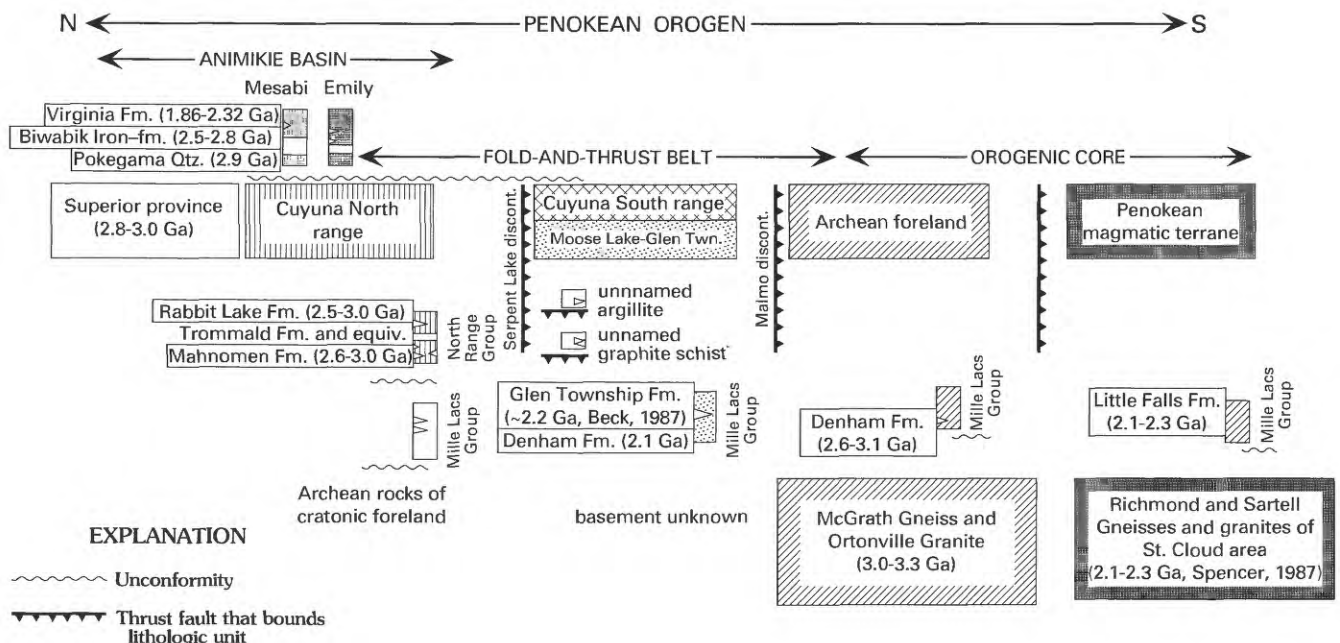 N
PENOKEAN OROGEN
S
ANIMIKIE BASIN
Mesabi
Emily
Virginia Fm. (1.86-2.32 Ga)
Biwabik Iron–fm. (2.5-2.8 Ga)
Pokegama Qtz. (2.9 Ga)
FOLD-AND-THRUST BELT
OROGENIC CORE
Superior province
(2.8-3.0 Ga)
Cuyuna North
range
Serpent Lake discont.
Cuyuna South range
Moose Lake-Glen Twn.
Malmo discont.
Archean foreland
Penokean
magmatic terrane
Rabbit Lake Fm. (2.5-3.0 Ga)
Trommald Fm. and equiv.
Mahnomen Fm. (2.6-3.0 Ga)
North
Range
Group
unnnamed
argillite
unnamed
graphite schist
Mille Lacs
Group
Glen Township Fm.
(~2.2 Ga, Beck, 1987)
Denham Fm. (2.1 Ga)
Mille Lacs
Group
Denham Fm.
(2.6-3.1 Ga)
Mille Lacs
Group
Little Falls Fm.
(2.1-2.3 Ga)
Mille Lacs
Group
Archean rocks of
cratonic foreland
basement unknown
McGrath Gneiss and
Ortonville Granite
(3.0-3.3 Ga)
Richmond and Sartell
Gneisses and granites of
St. Cloud area
(2.1-2.3 Ga, Spencer, 1987)
EXPLANATION
Unconformity
Thrust fault that bounds
lithologic unit